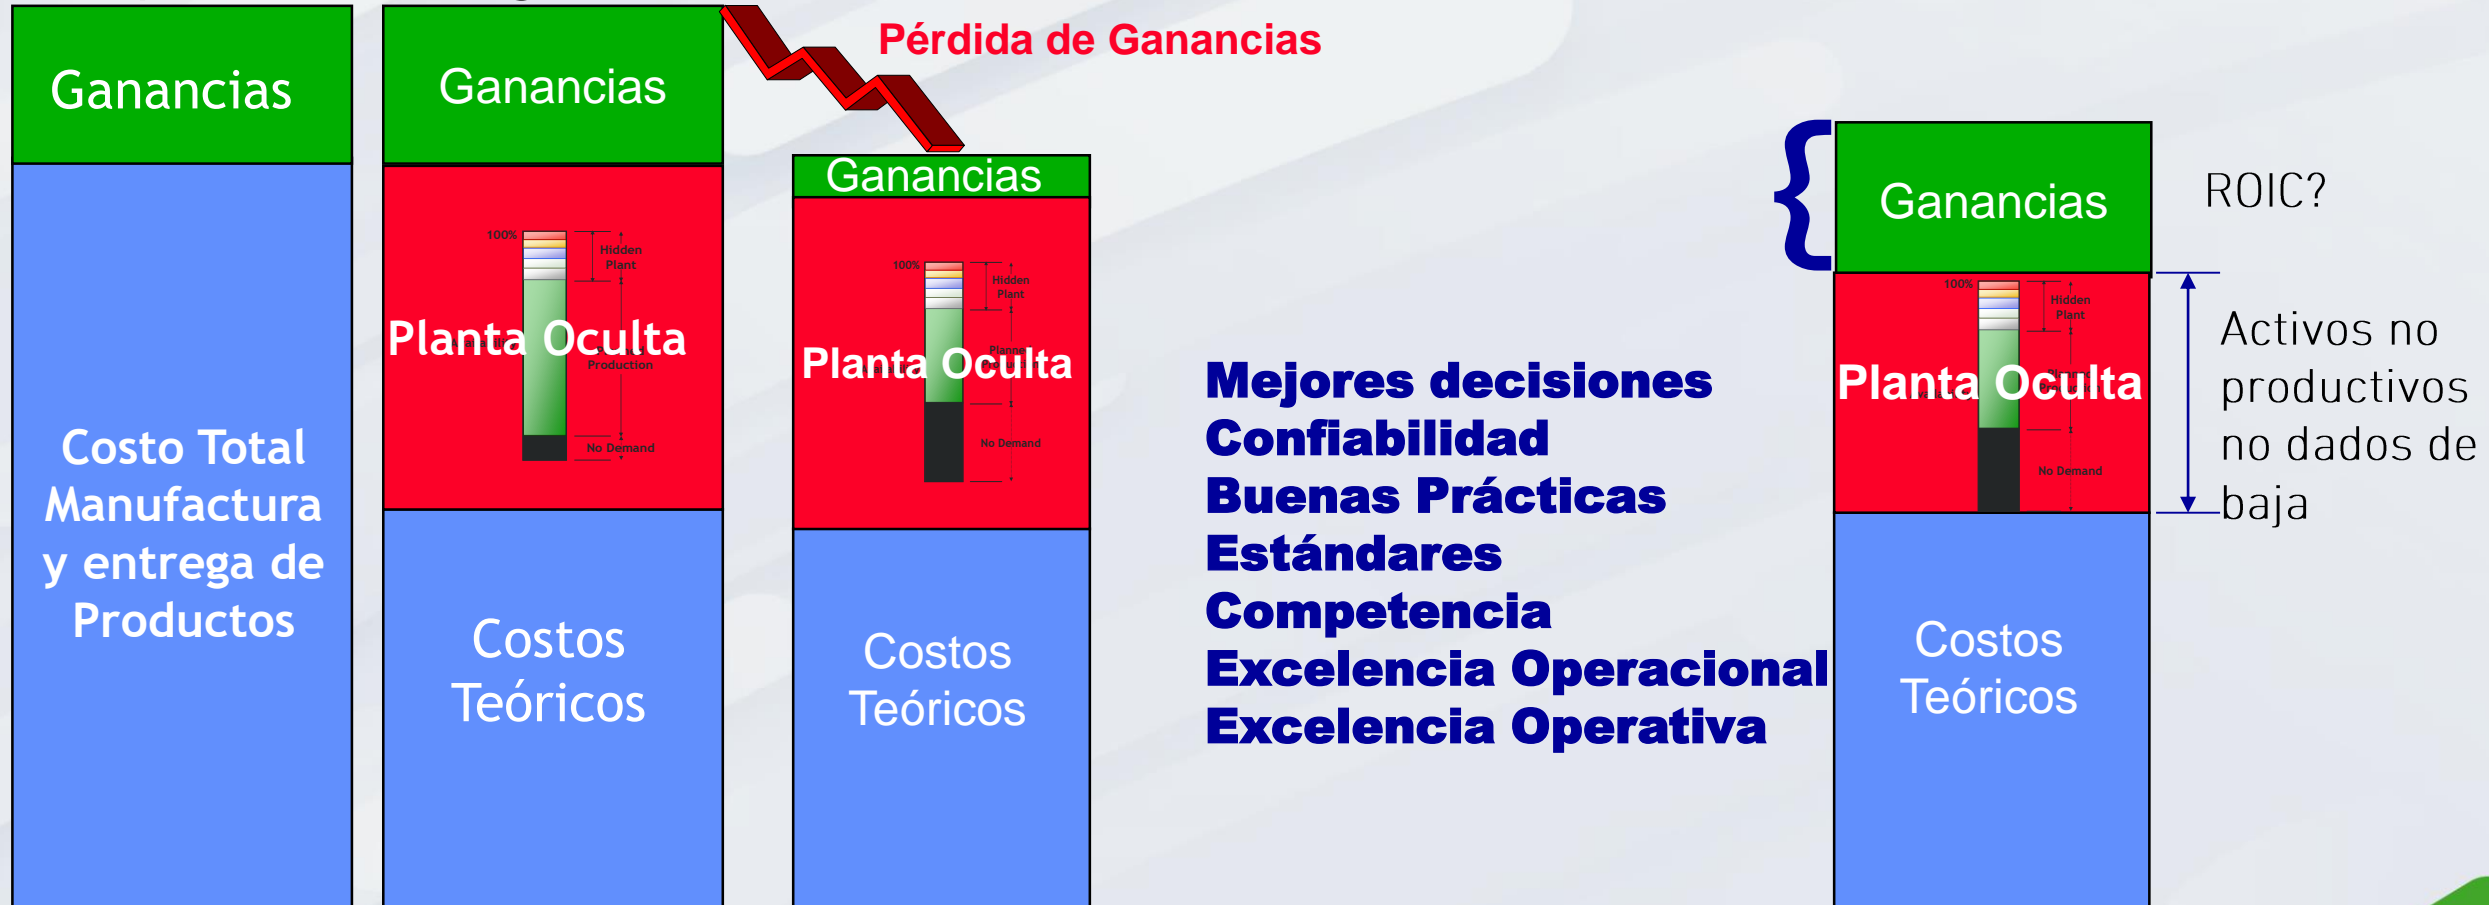 Ganancias
Costo Total
Manufactura
y entrega de
Productos
Ganancias
100%
Hidden
Plant
Planta Oculta
Production
No Demand
Costos
Teóricos
Pérdida de Ganancias
Ganancias
100%
Hidden
Plant
Planta Oculta
No Demand
Costos
Teóricos
Mejores decisiones
Confiabilidad
Buenas Prácticas
Estándares
Competencia
Excelencia Operacional
Excelencia Operativa
{
Ganancias
100%
Hidden
Plant
Planta Oculta
No Demand
Costos
Teóricos
ROIC?
Activos no
productivos
no dados de
baja